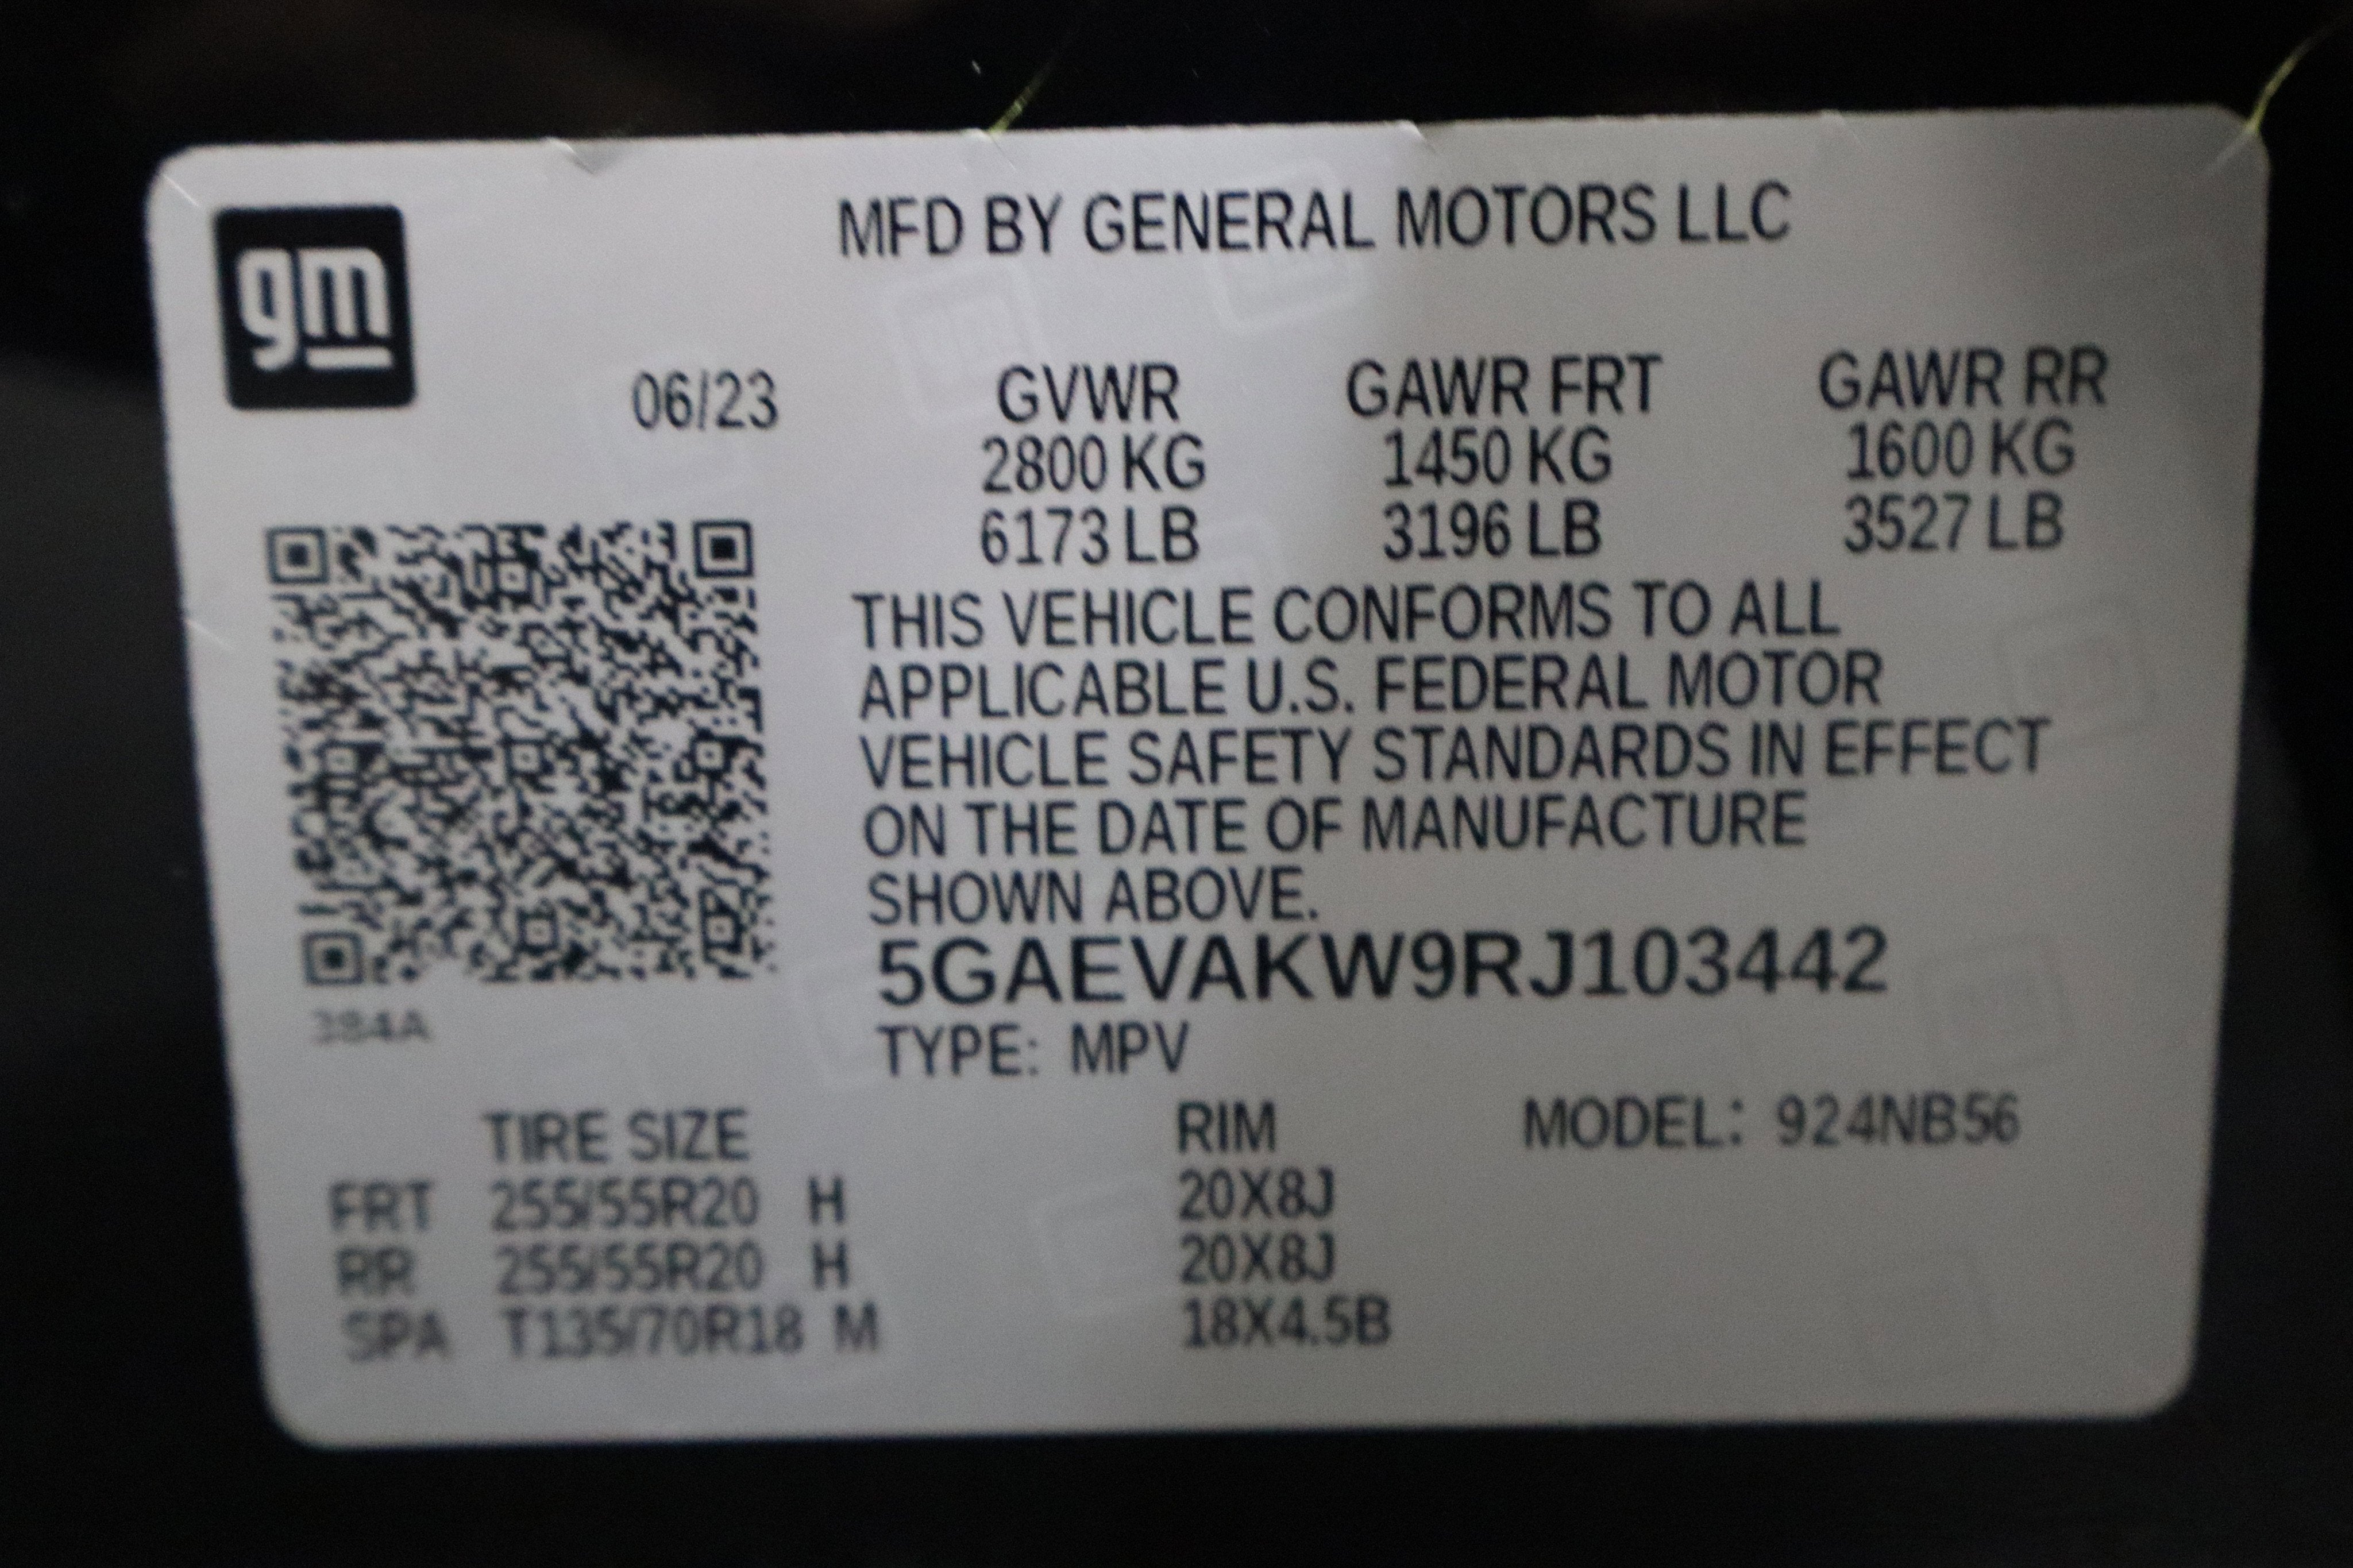 gm
MFD BY GENERAL MOTORS LLC
06/23 GVWR GAWR FRT GAWR RR
2800 KG 1450 KG 1600 KG
6173 LB 3196 LB 3527 LB
THIS VEHICLE CONFORMS TO ALL
APPLICABLE U.S. FEDERAL MOTOR
VEHICLE SAFETY STANDARDS IN EFFECT
ON THE DATE OF MANUFACTURE
SHOWN ABOVE.
5GAEVAKW9RJ103442
384A
TYPE: MPV
TIRE SIZE RIM MODEL: 924NB56
FRT 255/55R20 H 20X8J
RR 255/55R20 H 20X8J
SPA T135/70R18 M 18X4.5B